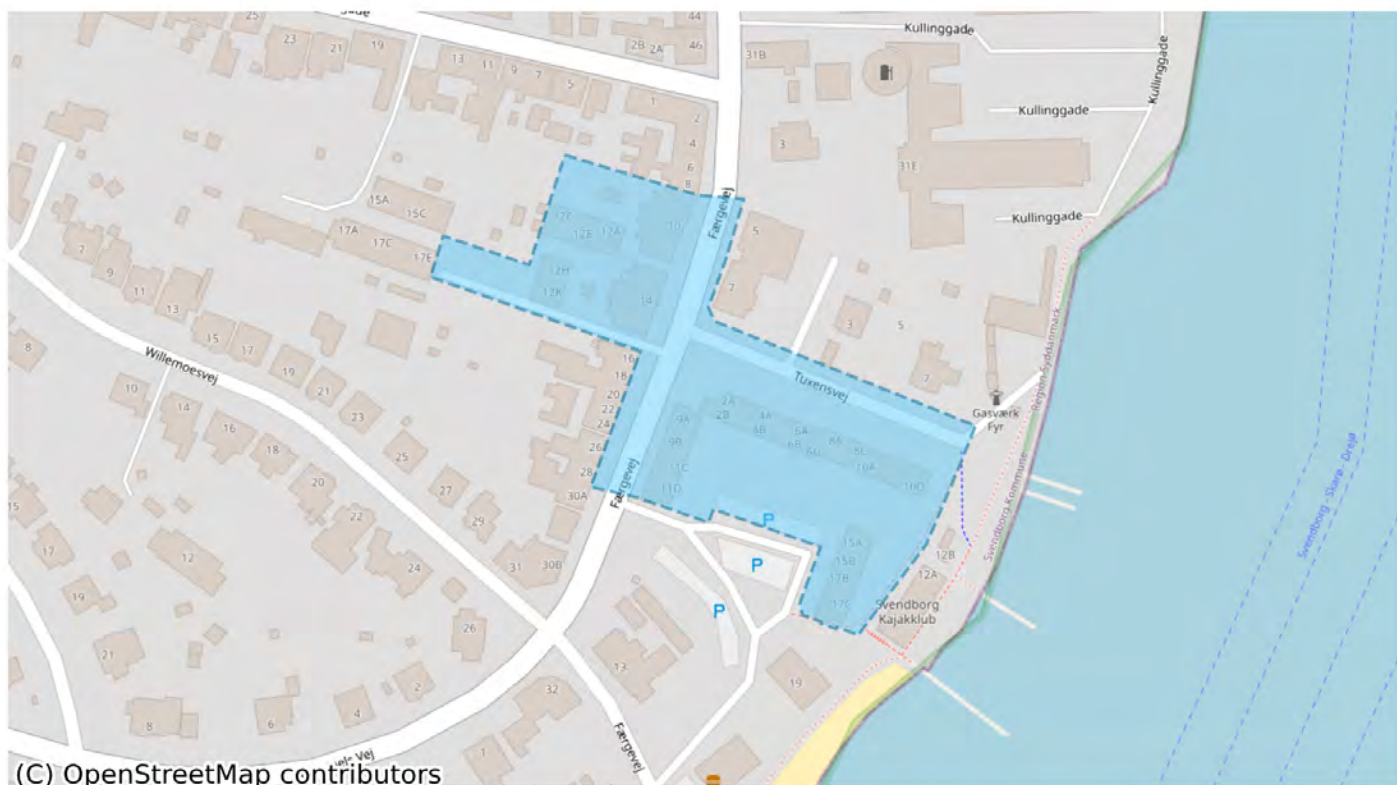 25
23
21
19
13
11
9
7
5
2B
2A
44
46
1
2
4
6
8
31B
Kullinggade
Kullinggade
Kullinggade
Kullinggade
Kullinggade
3
31E
15A
15C
17A
17C
17E
12E
12A
10
Færgevej
5
7
12H
12K
14
2
9
11
13
15
17
19
21
23
25
27
29
31
30B
8
Willemoesvej
10
14
16
18
20
22
24
26
12
16
18
20
22
24
26
28
30A
Færgevej
3
5
7
Tuxensvej
Gasværk
Fyr
Region Syddanmark
Svendborg Kommune
Svendborg Skarø - Drejø
2A
2B
4A
6B
6A
6B
8E
10A
10D
9A
9B
11C
11D
P
P
P
15A
15B
17B
17C
12B
12A
Svendborg
Kajakklub
15
17
19
21
8
6
4
2
1
32
13
19
Færgevej
(C) OpenStreetMap contributors